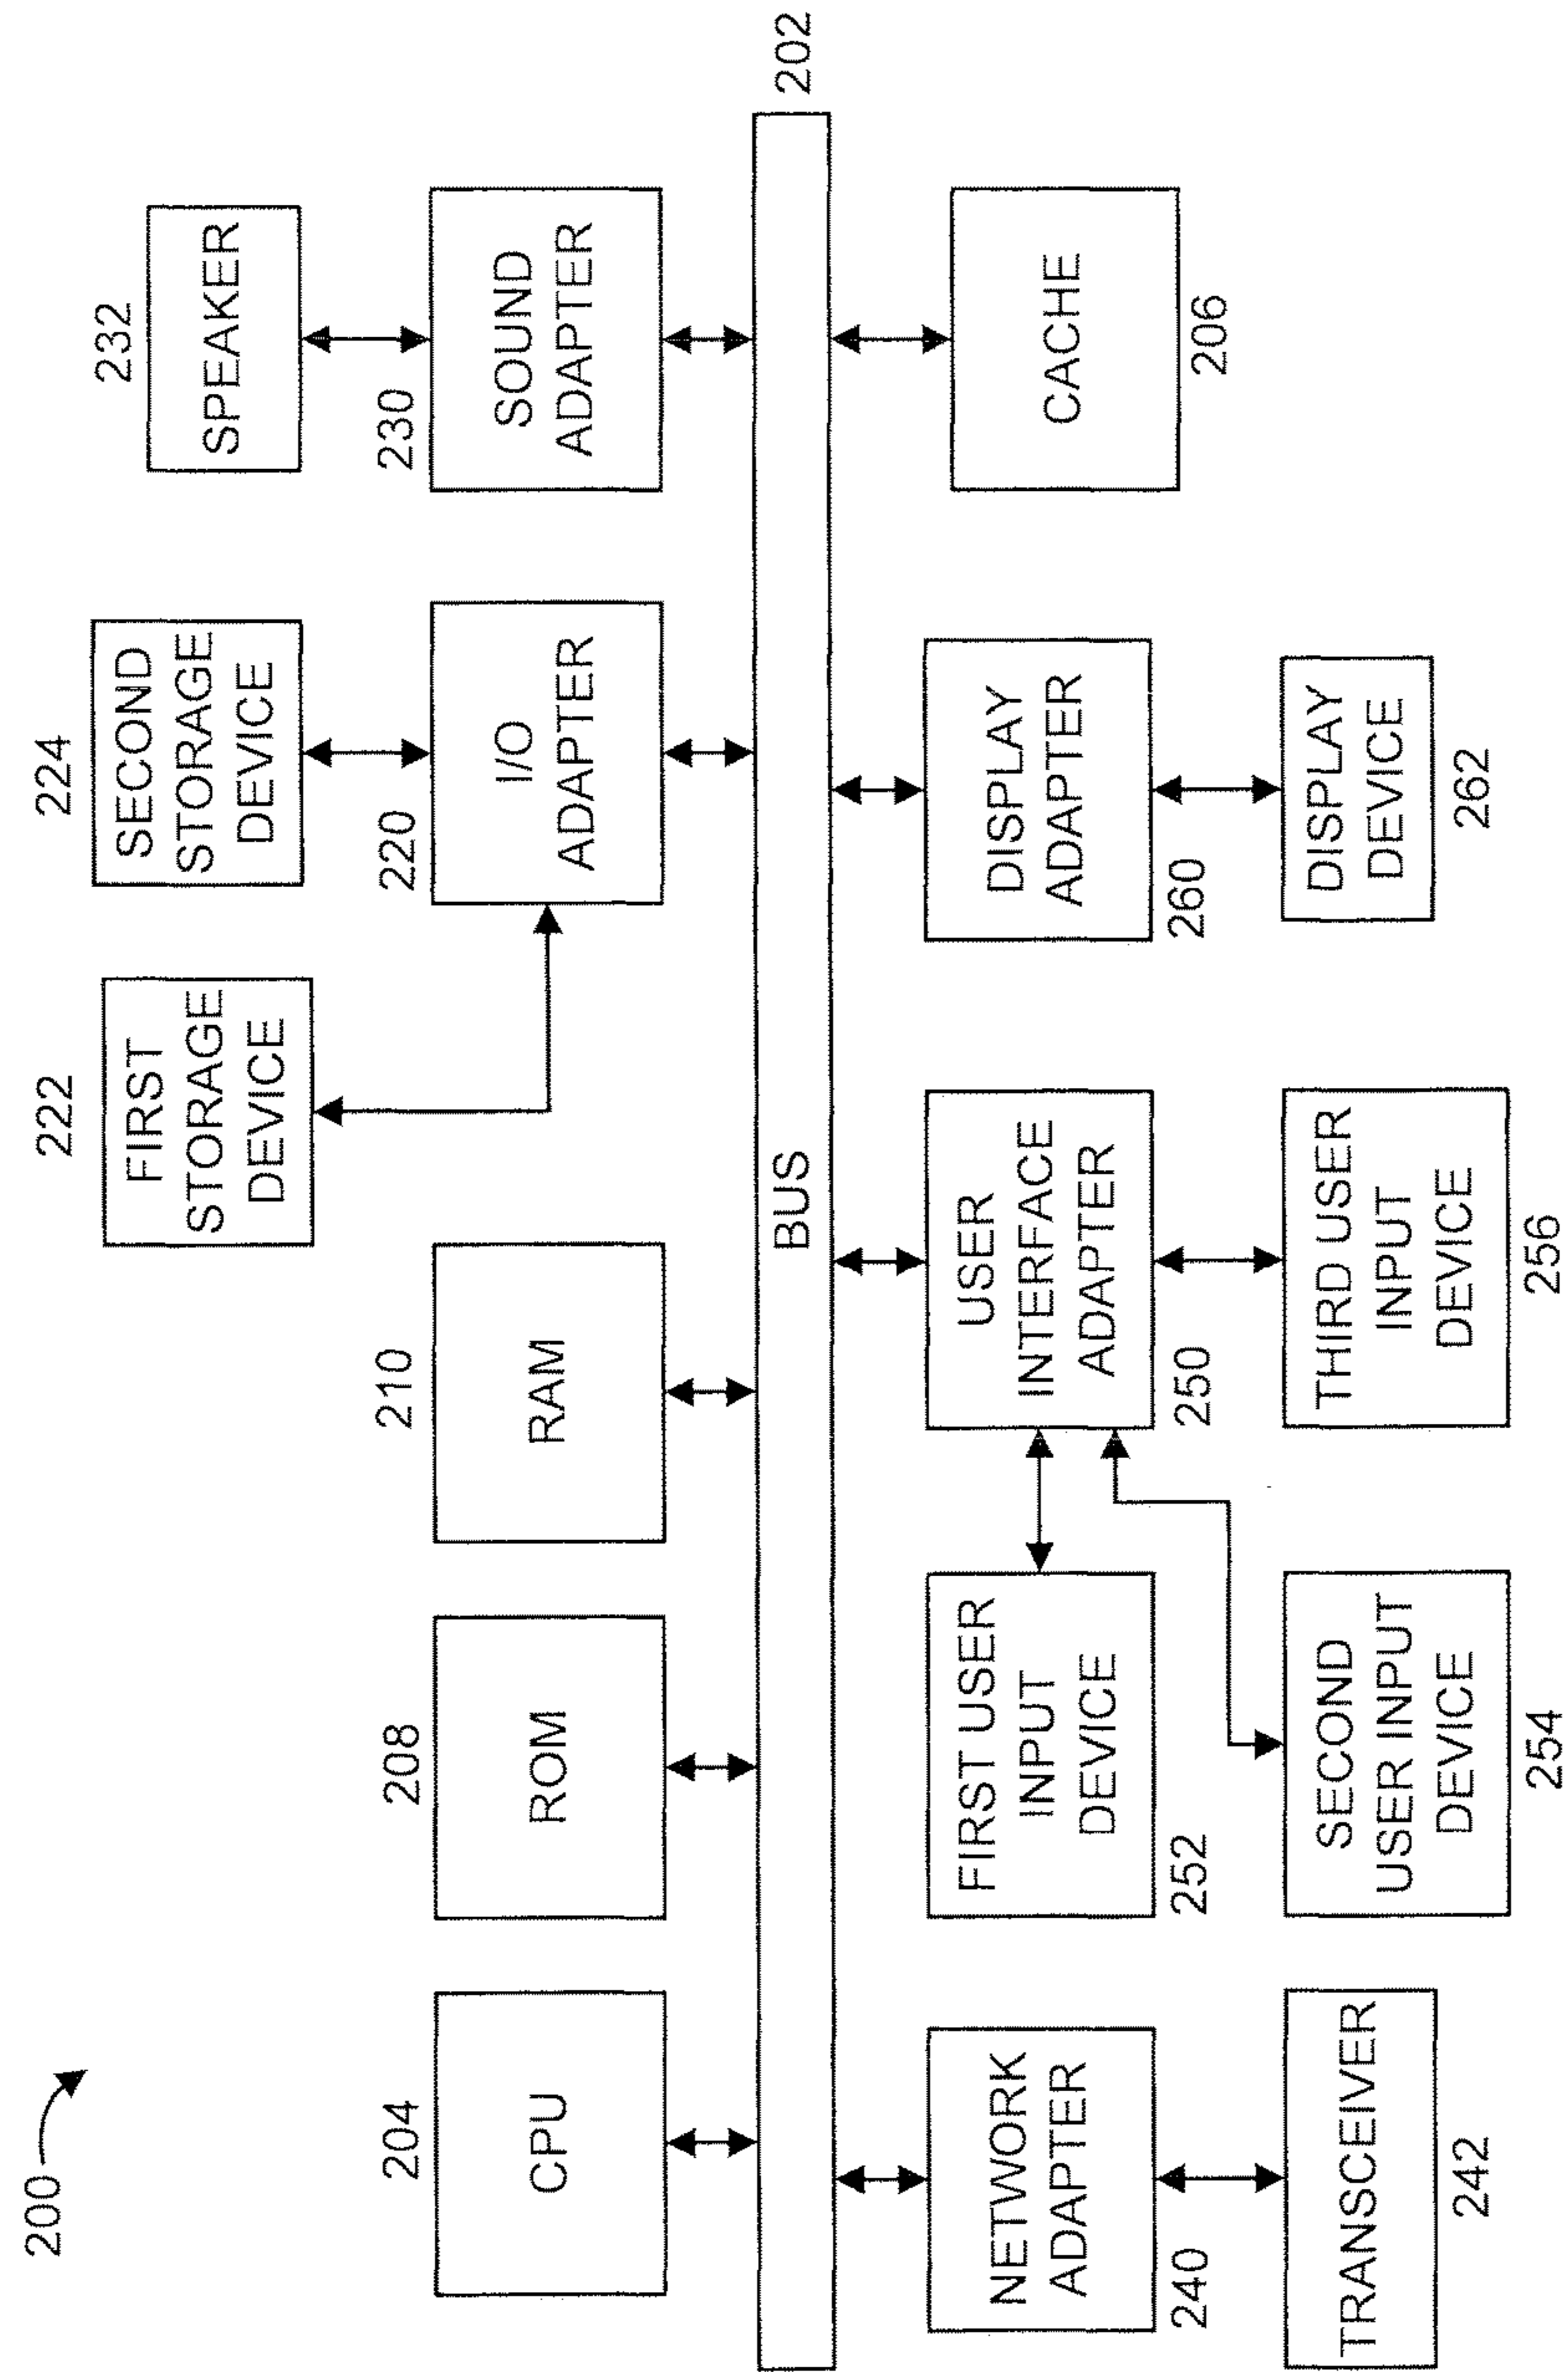 200
204
CPU
208
ROM
210
RAM
222
FIRST
STORAGE
DEVICE
224
SECOND
STORAGE
DEVICE
220
I/O
ADAPTER
232
SPEAKER
230
SOUND
ADAPTER
BUS
202
NETWORK
ADAPTER
240
TRANSCEIVER
242
FIRST USER
INPUT
DEVICE
252
SECOND
USER INPUT
DEVICE
254
USER
INTERFACE
ADAPTER
250
THIRD USER
INPUT
DEVICE
256
DISPLAY
ADAPTER
260
DISPLAY
DEVICE
262
CACHE
206